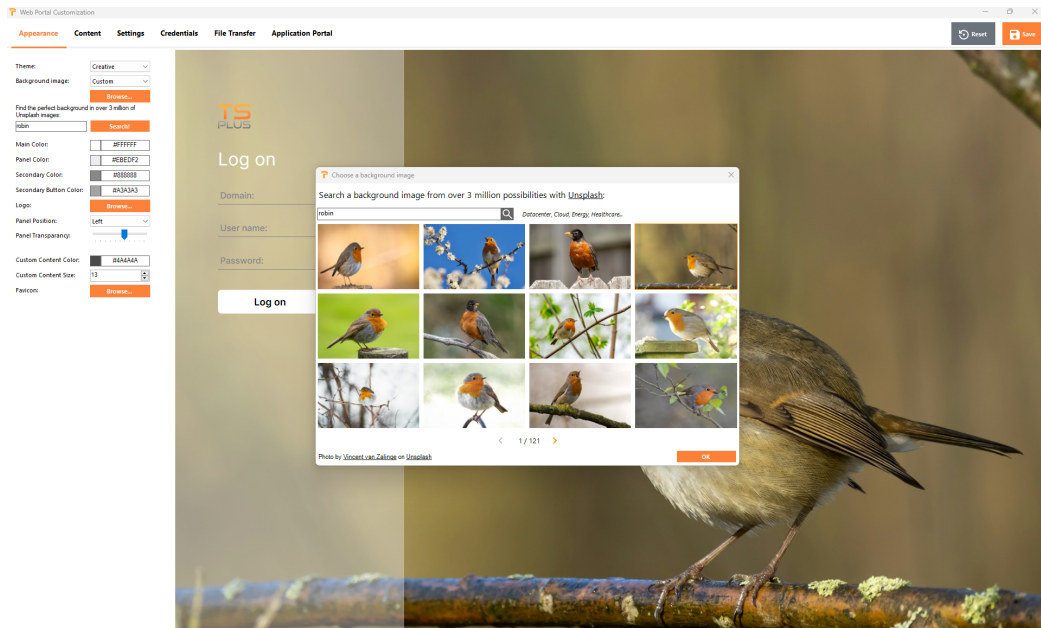 Web Portal Customization
Appearance Content Settings Credentials File Transfer Application Portal
Reset
Save
Theme: Creative
Background image: Custom
Browse...
Find the perfect background in over 3 million of
Unsplash images:
robin Search!
Main Color: #FFFFFF
Panel Color: #EBEDF2
Secondary Color: #888888
Secondary Button Color: #A3A3A3
Logo: Browse...
Panel Position: Left
Panel Transparancy:
Custom Content Color: #4A4A4A
Custom Content Size: 13
Favicon: Browse...
TS
PLUS
Log on
Domain:
User name:
Password:
Log on
Choose a background image
Search a background image from over 3 million possibilities with Unsplash:
robin Datacenter, Cloud, Energy, Healthcare..
1 / 121
Photo by Vincent van Zalinge on Unsplash
OK